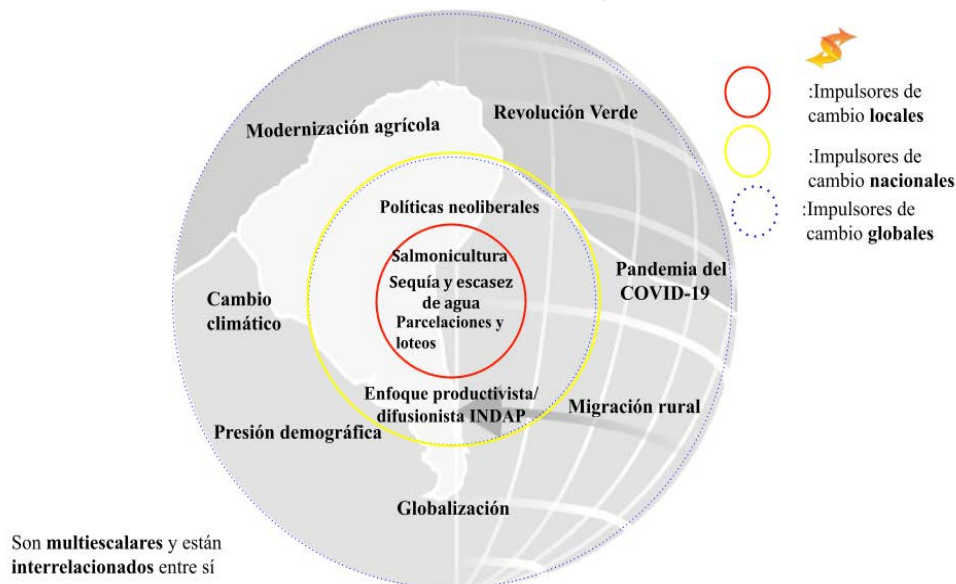 Modernización agrícola
Revolución Verde
Políticas neoliberales
Salmonicultura
Sequía y escasez
de agua
Parcelaciones y
loteos
Cambio
climático
Pandemia del
COVID-19
Enfoque productivista/
difusionista INDAP
Migración rural
Presión demográfica
Globalización
:Impulsores de
cambio locales
:Impulsores de
cambio nacionales
:Impulsores de
cambio globales
Son multiescalares y están
interrelacionados entre sí